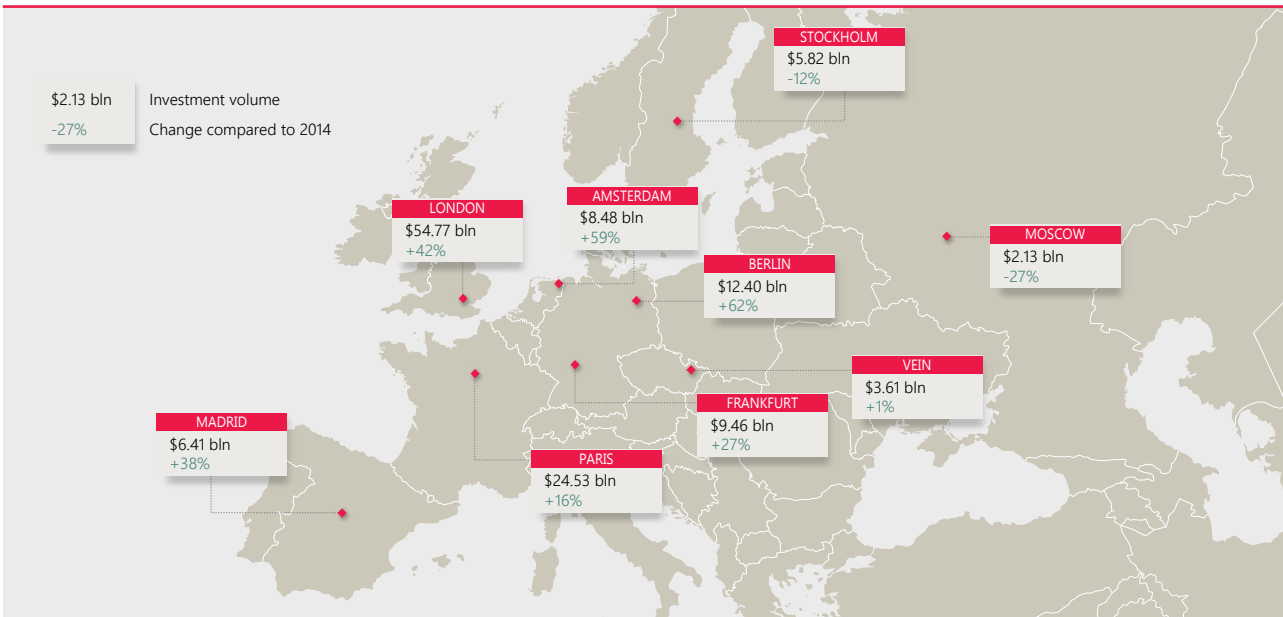 STOCKHOLM
$5.82 bln
-12%
$2.13 bln Investment volume
-27% Change compared to 2014
AMSTERDAM
$8.48 bln
+59%
LONDON
$54.77 bln
+42%
MOSCOW
$2.13 bln
-27%
BERLIN
$12.40 bln
+62%
VEIN
$3.61 bln
+1%
FRANKFURT
$9.46 bln
+27%
MADRID
$6.41 bln
+38%
PARIS
$24.53 bln
+16%